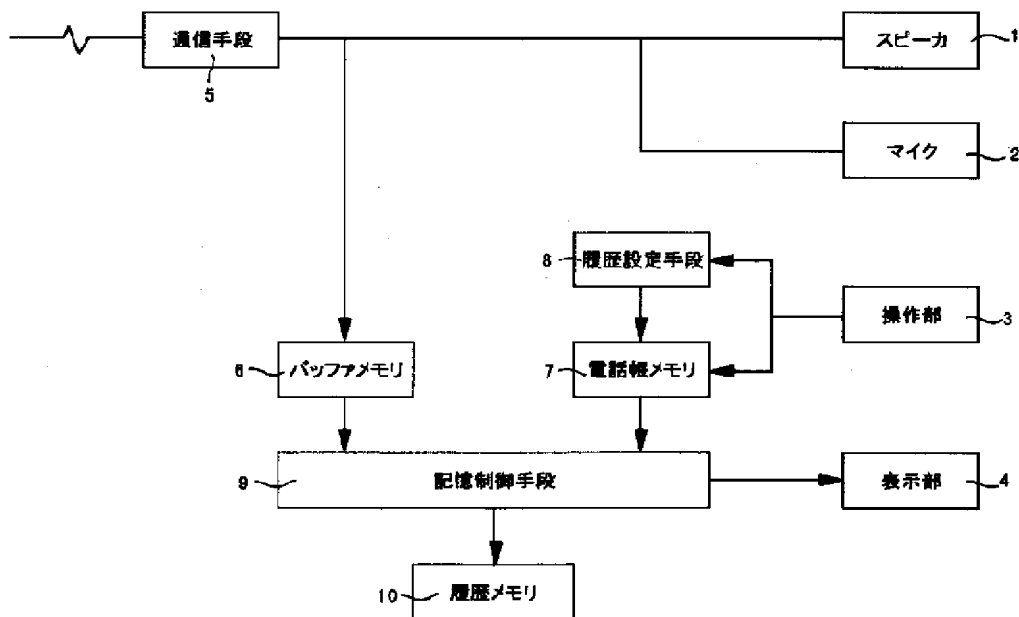 通信手段
5
スピーカ
1
マイク
2
8
履歴設定手段
操作部
3
6
バッファメモリ
7
電話帳メモリ
9
記憶制御手段
表示部
4
10
履歴メモリ